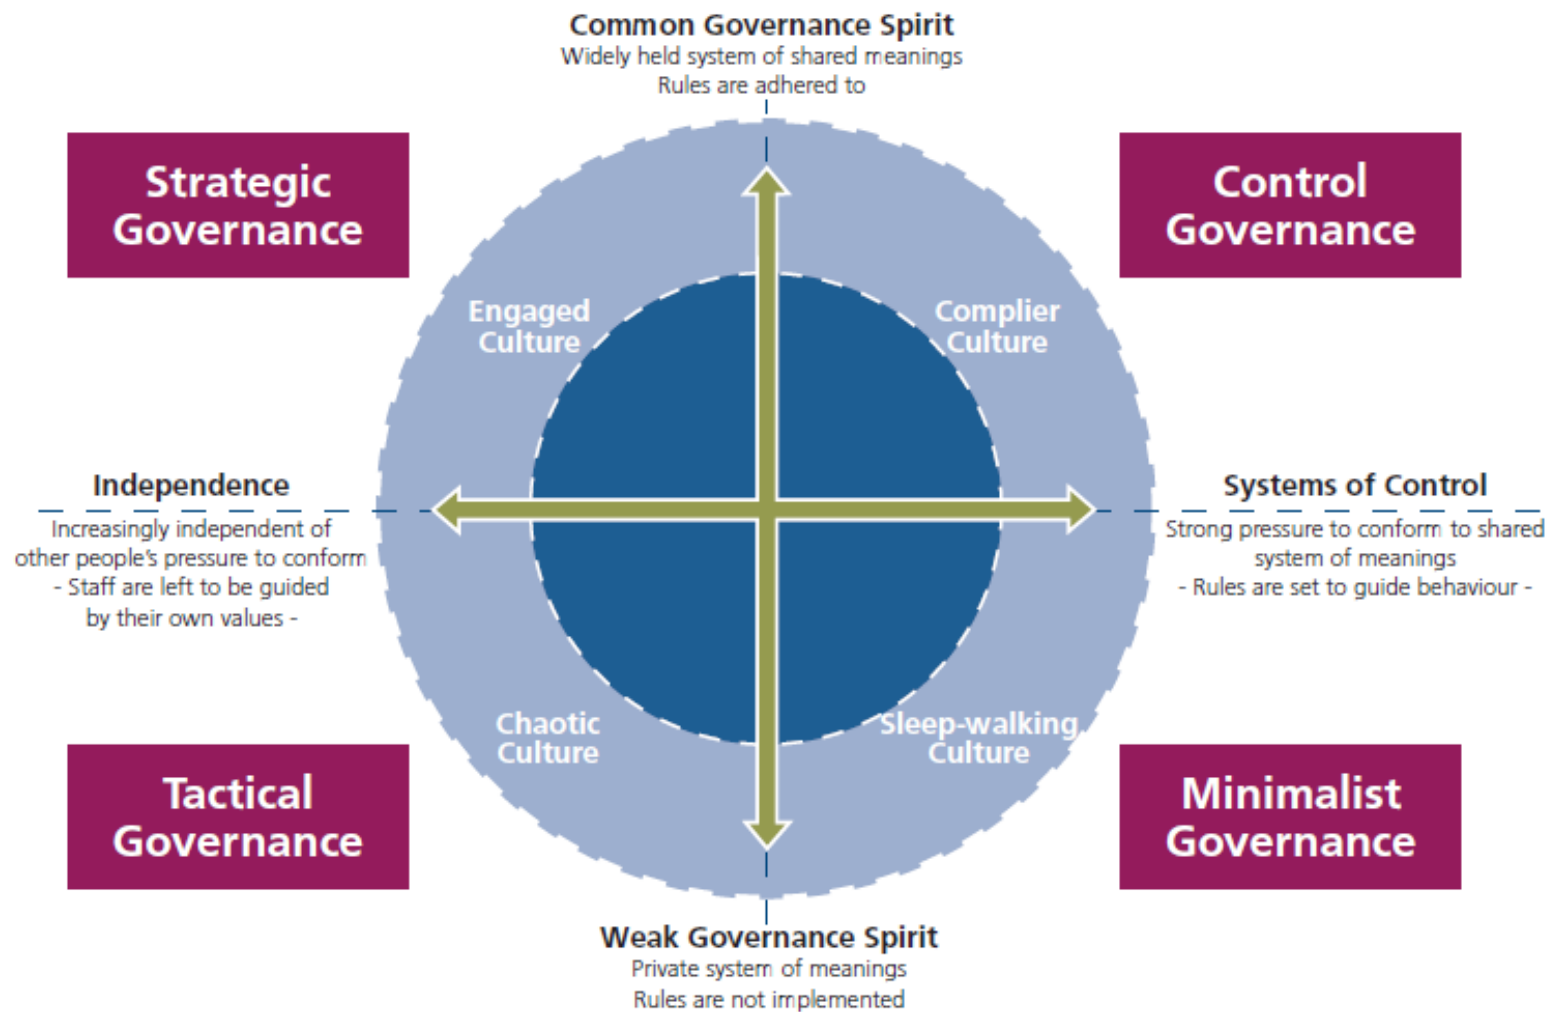 Common Governance Spirit
Widely held system of shared meanings
Rules are adhered to
Strategic
Governance
Control
Governance
Engaged
Culture
Complier
Culture
Independence
Increasingly independent of
other people's pressure to conform
- Staff are left to be guided
by their own values -
Systems of Control
Strong pressure to conform to shared
system of meanings
- Rules are set to guide behaviour -
Chaotic
Culture
Sleep-walking
Culture
Tactical
Governance
Minimalist
Governance
Weak Governance Spirit
Private system of meanings
Rules are not implemented